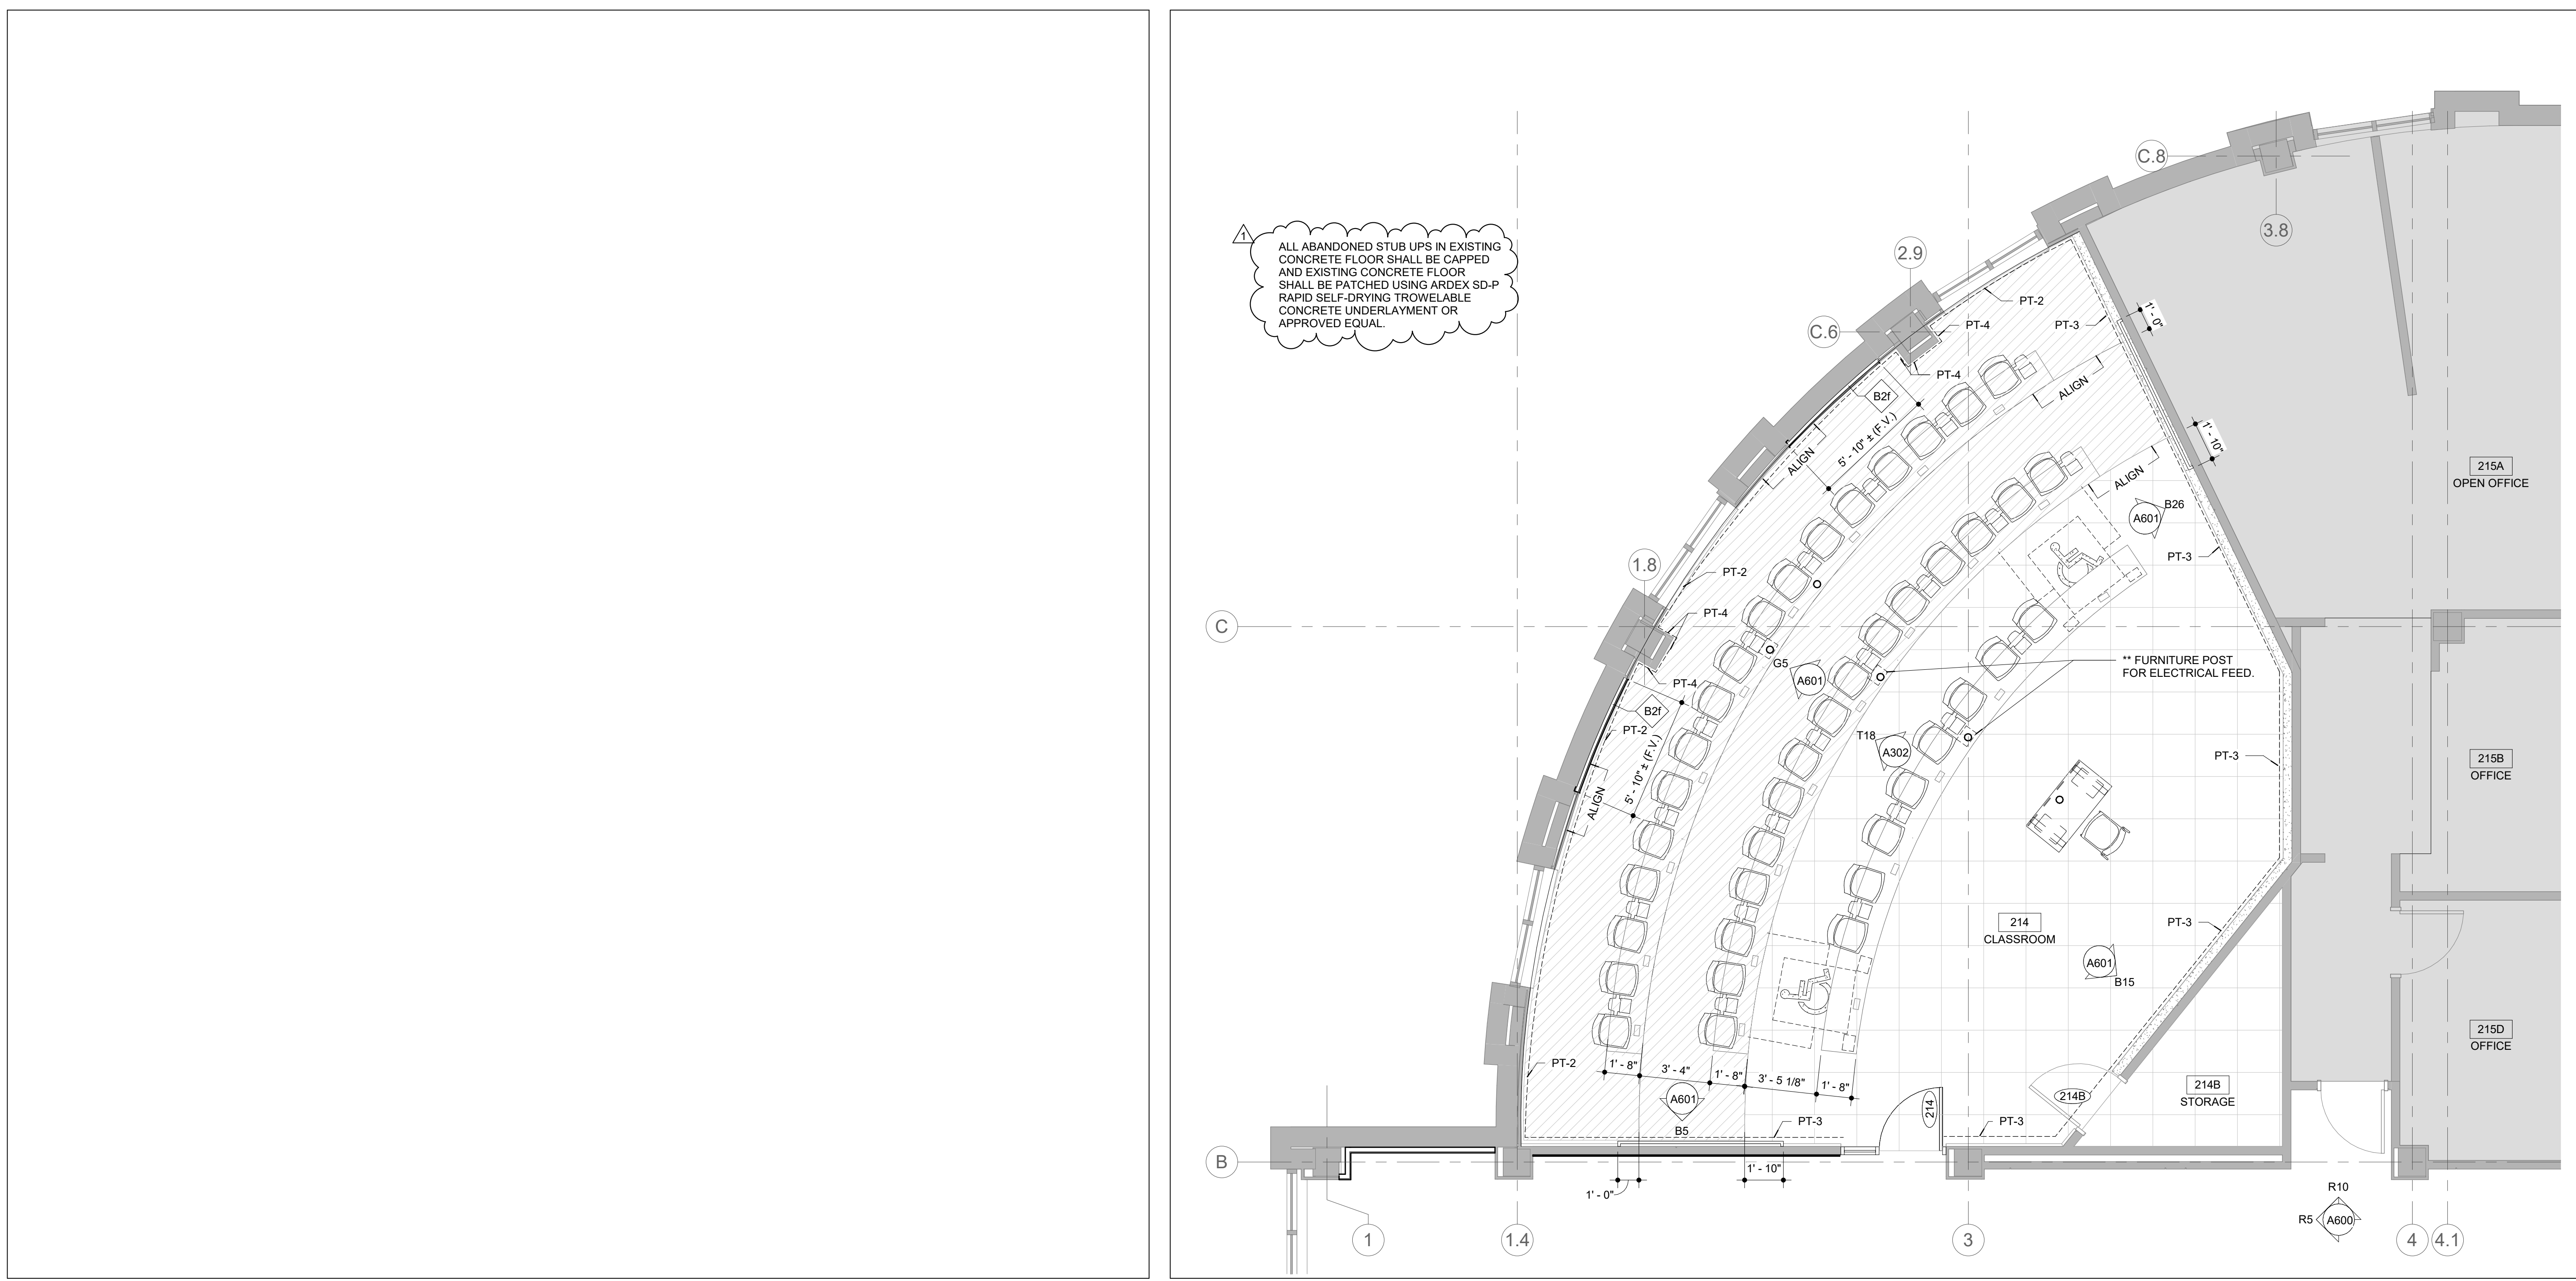 C.8
3.8
1
ALL ABANDONED STUB UPS IN EXISTING
CONCRETE FLOOR SHALL BE CAPPED
AND EXISTING CONCRETE FLOOR
SHALL BE PATCHED USING ARDEX SD-P
RAPID SELF-DRYING TROWELABLE
CONCRETE UNDERLAYMENT OR
APPROVED EQUAL.
2.9
PT-2
1' - 0"
PT-4
PT-3
C.6
PT-4
ALIGN
B2f
5' - 10" ± (F.V.)
1' - 10"
ALIGN
ALIGN
215A
OPEN OFFICE
B26
A601
PT-3
1.8
PT-2
PT-4
C
G5
A601
** FURNITURE POST
FOR ELECTRICAL FEED.
PT-4
B2f
PT-2
T18
A302
5' - 10" ± (F.V.)
PT-3
215B
OFFICE
ALIGN
214
CLASSROOM
PT-3
A601
B15
215D
OFFICE
PT-2
1' - 8"
3' - 4"
1' - 8"
3' - 5 1/8"
1' - 8"
A601
B5
PT-3
214
PT-3
214B
214B
STORAGE
B
1' - 10"
1' - 0"
R10
R5
A600
1
1.4
3
4
4.1